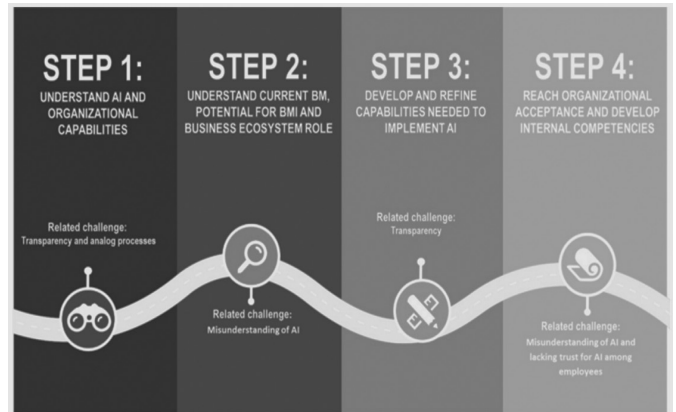 STEP 1:
UNDERSTAND AI AND
ORGANIZATIONAL
CAPABILITIES
Related challenge:
Transparency and analog processes
STEP 2:
UNDERSTAND CURRENT BM,
POTENTIAL FOR BMI AND
BUSINESS ECOSYSTEM ROLE
Related challenge:
Misunderstanding of AI
STEP 3:
DEVELOP AND REFINE
CAPABILITIES NEEDED TO
IMPLEMENT AI
Related challenge:
Transparency
STEP 4:
REACH ORGANIZATIONAL
ACCEPTANCE AND DEVELOP
INTERNAL COMPETENCIES
Related challenge:
Misunderstanding of AI and
lacking trust for AI among
employees